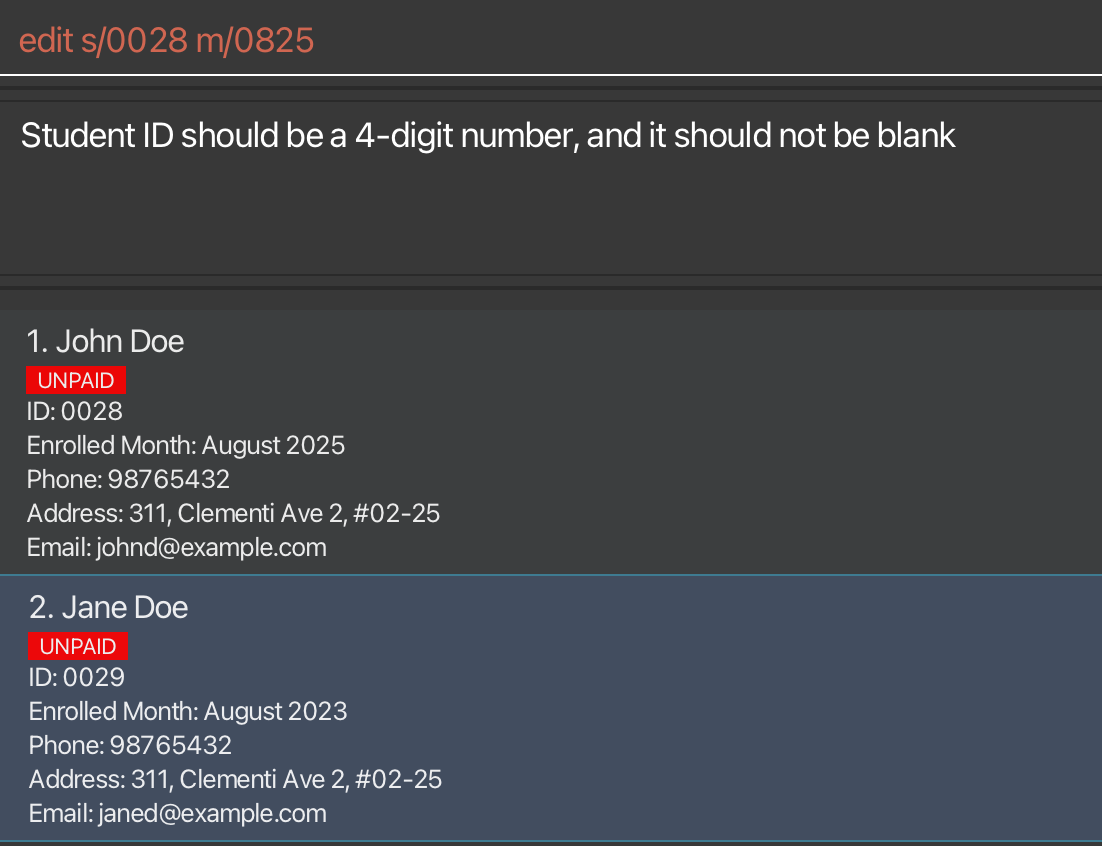 edit s/0028 m/0825
Student ID should be a 4-digit number, and it should not be blank
1. John Doe
UNPAID
ID: 0028
Enrolled Month: August 2025
Phone: 98765432
Address: 311, Clementi Ave 2, #02-25
Email: johnd@example.com
2. Jane Doe
UNPAID
ID: 0029
Enrolled Month: August 2023
Phone: 98765432
Address: 311, Clementi Ave 2, #02-25
Email: janed@example.com